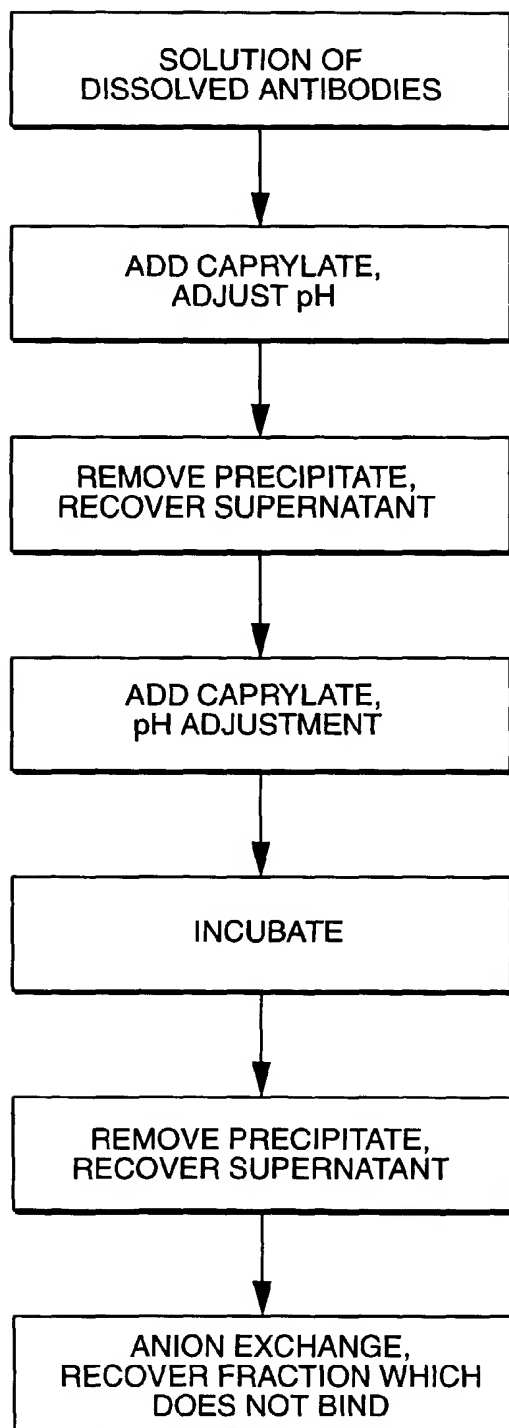 SOLUTION OF
DISSOLVED ANTIBODIES
ADD CAPRYLATE,
ADJUST pH
REMOVE PRECIPITATE,
RECOVER SUPERNATANT
ADD CAPRYLATE,
pH ADJUSTMENT
INCUBATE
REMOVE PRECIPITATE,
RECOVER SUPERNATANT
ANION EXCHANGE,
RECOVER FRACTION WHICH
DOES NOT BIND